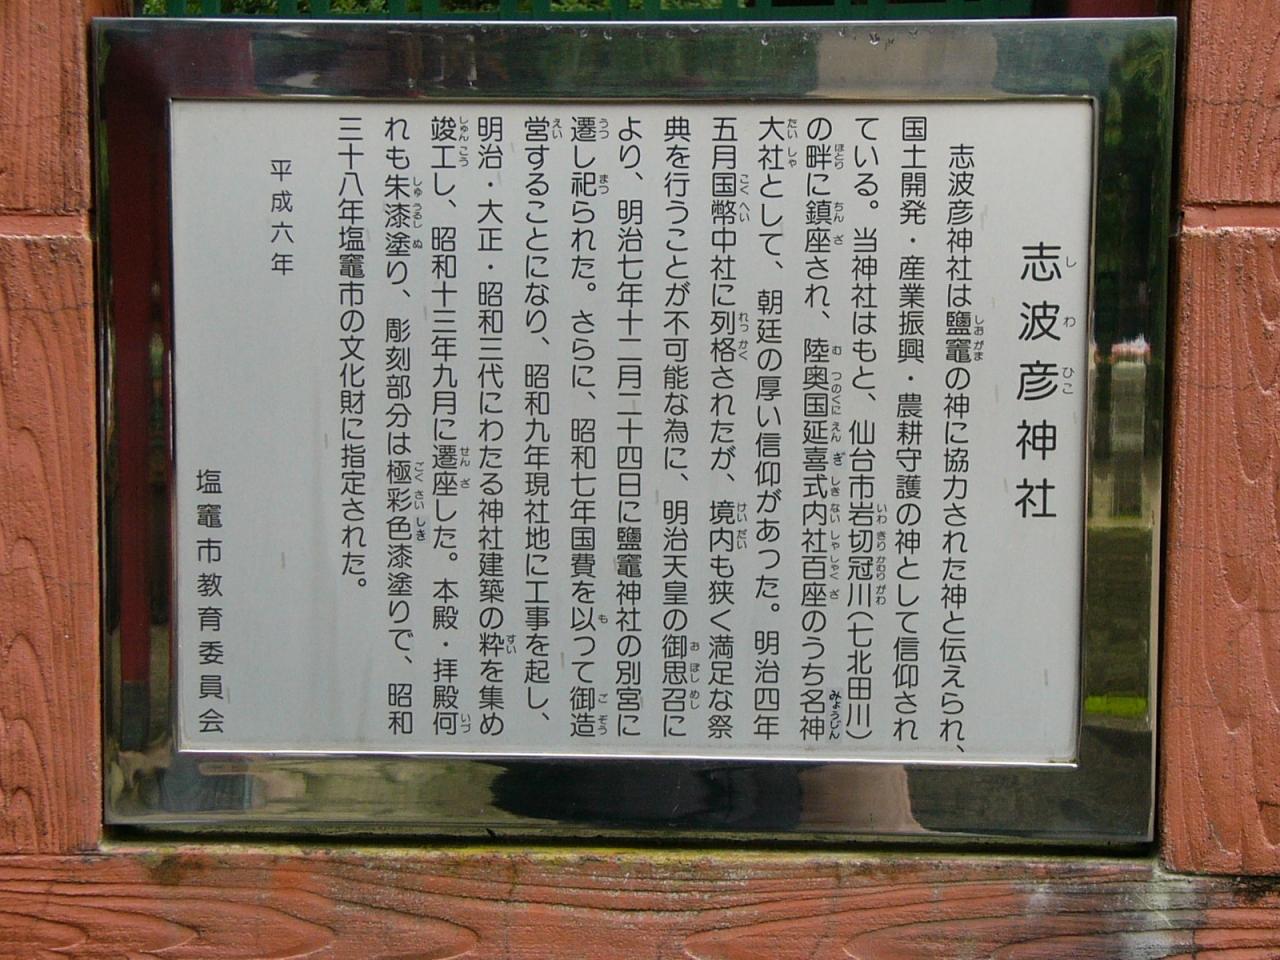 志波彦神社
志波彦神社は鹽竈の神に協力された神と伝えられ、
国土開発・産業振興・農耕守護の神として信仰され
ている。当神社はもと、仙台市岩切冠川（七北田川）
の畔に鎮座され、陸奥国延喜式内社百座のうち名神
大社として、朝廷の厚い信仰があつた。明治四年
五月国幣中社に列格されたが、境内も狭く満足な祭
典を行うことが不可能な為に、明治天皇の御思召に
より、明治七年十二月二十四日に鹽竈神社の別宮に
遷し祀られた。さらに、昭和七年国費を以つて御造
営することになり、昭和九年現社地に工事を起し、
明治・大正・昭和三代にわたる神社建築の粋を集め
竣工し、昭和十三年九月に遷座した。本殿・拝殿何
れも朱漆塗り、彫刻部分は極彩色漆塗りで、昭和
三十八年塩竈市の文化財に指定された。
平成六年
塩竈市教育委員会